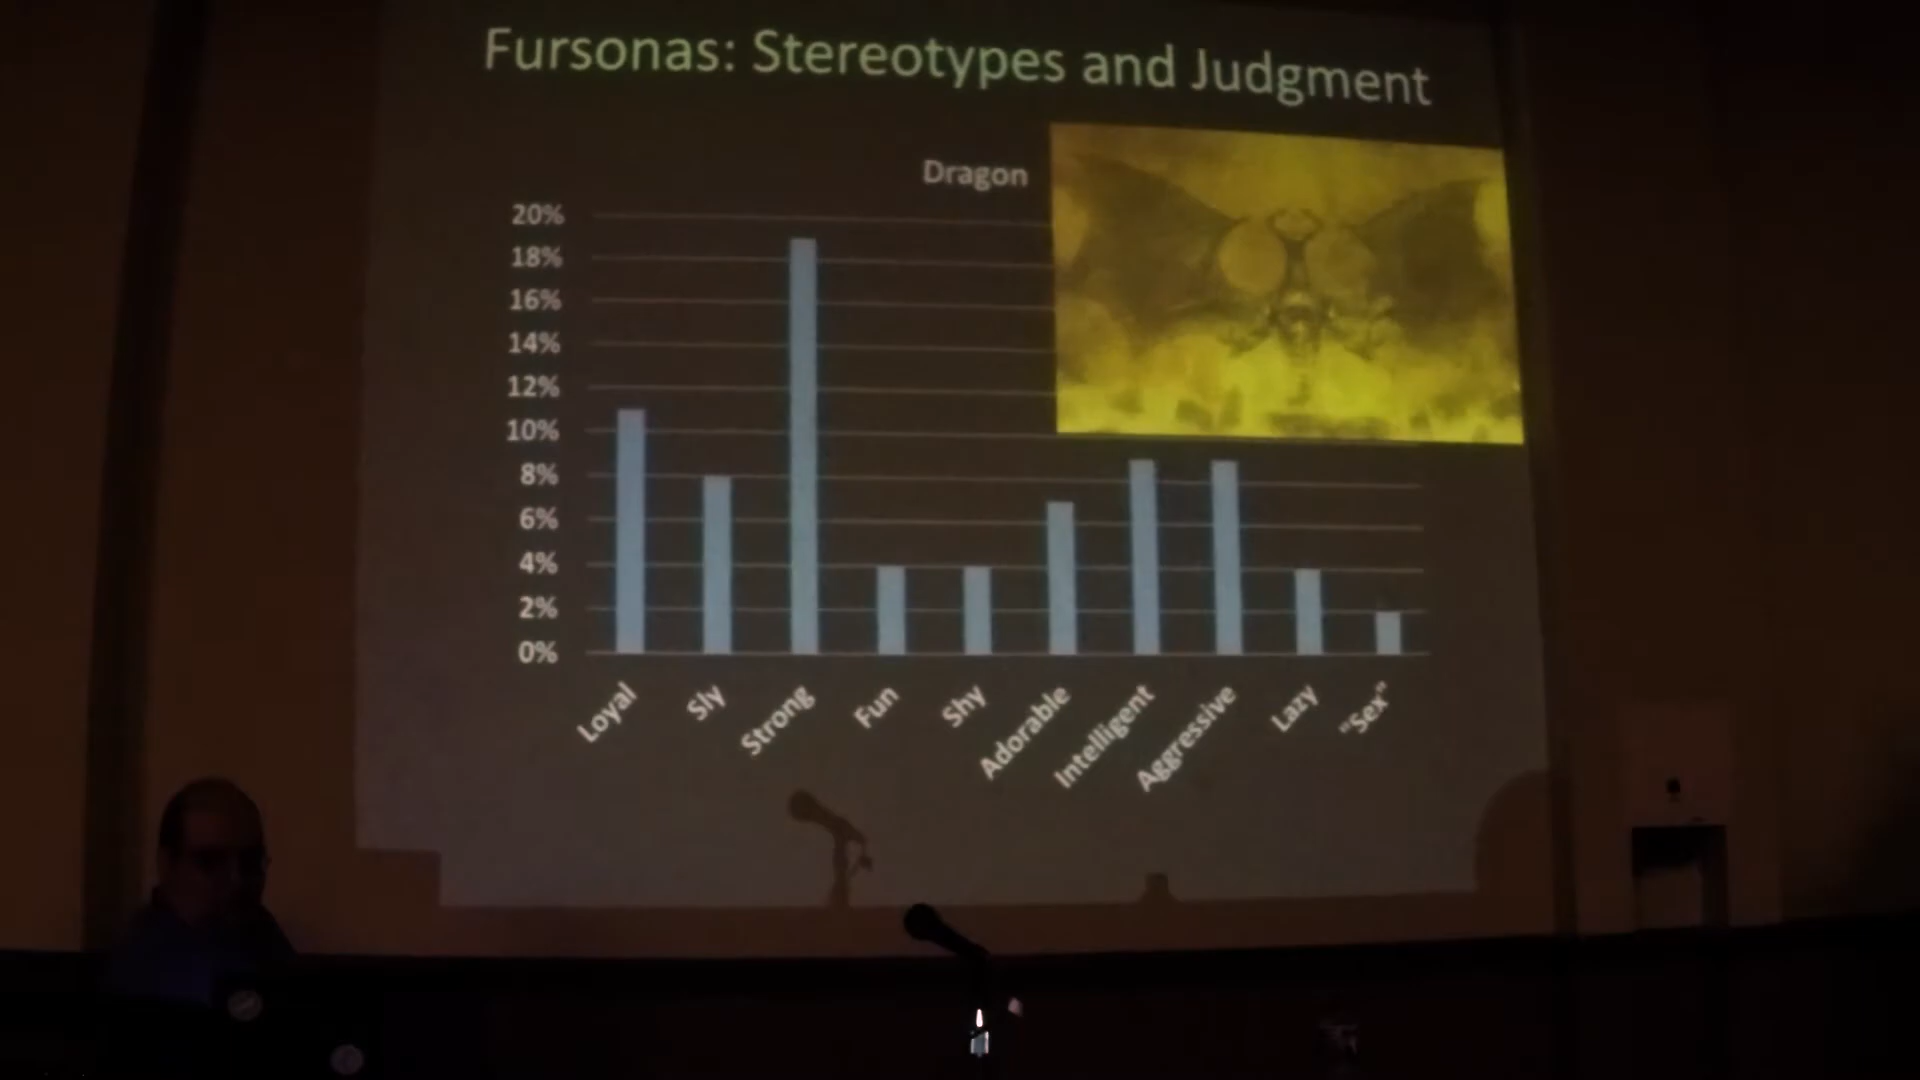 Fursonas: Stereotypes and Judgment
Dragon
20%
18%
16%
14%
12%
10%
8%
6%
4%
2%
0%
Loyal
Sly
Strong
Fun
Shy
Adorable
Intelligent
Aggressive
Lazy
"Sex"